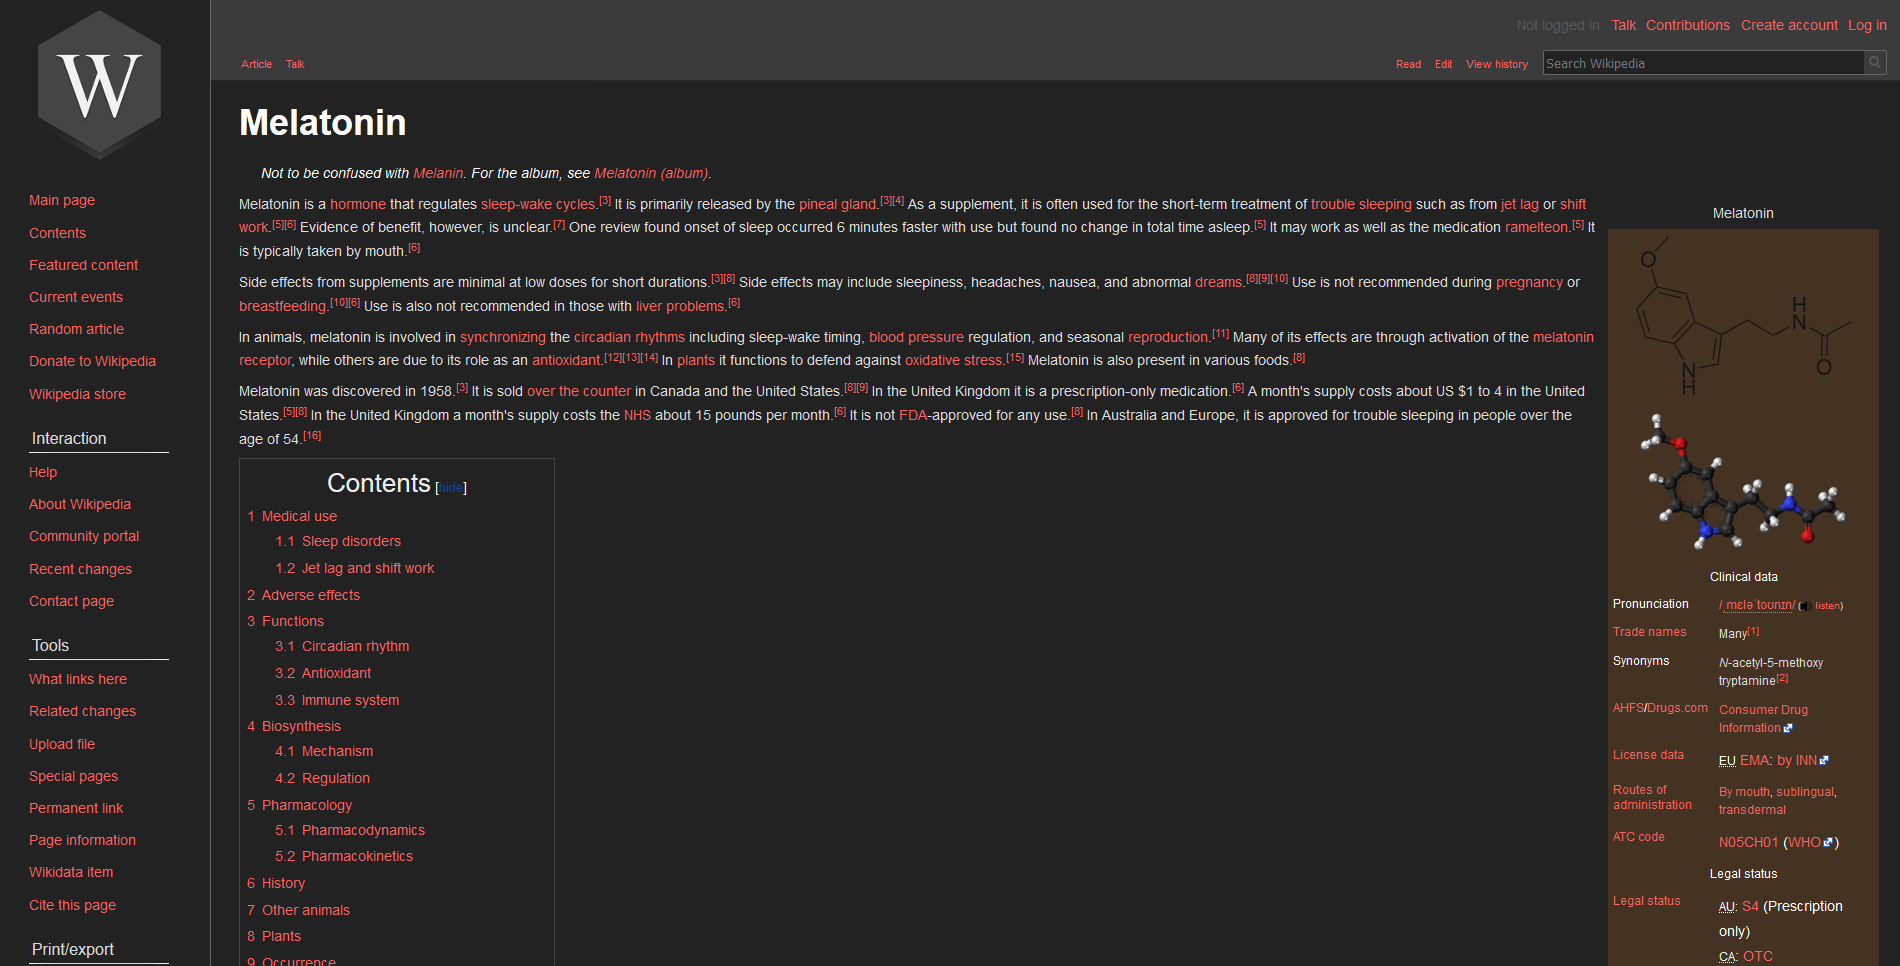 W
Not logged in Talk Contributions Create account Log in
Article Talk
Read Edit View history Search Wikipedia
Main page
Contents
Featured content
Current events
Random article
Donate to Wikipedia
Wikipedia store
Interaction
Help
About Wikipedia
Community portal
Recent changes
Contact page
Tools
What links here
Related changes
Upload file
Special pages
Permanent link
Page information
Wikidata item
Cite this page
Print/export
Melatonin
Not to be confused with Melanin. For the album, see Melatonin (album).
Melatonin is a hormone that regulates sleep-wake cycles.[3] It is primarily released by the pineal gland.[3][4] As a supplement, it is often used for the short-term treatment of trouble sleeping such as from jet lag or shift
work.[5][6] Evidence of benefit, however, is unclear.[7] One review found onset of sleep occurred 6 minutes faster with use but found no change in total time asleep.[5] It may work as well as the medication ramelteon.[5] It
is typically taken by mouth.[6]
Side effects from supplements are minimal at low doses for short durations.[3][8] Side effects may include sleepiness, headaches, nausea, and abnormal dreams.[8][9][10] Use is not recommended during pregnancy or
breastfeeding.[10][6] Use is also not recommended in those with liver problems.[6]
In animals, melatonin is involved in synchronizing the circadian rhythms including sleep-wake timing, blood pressure regulation, and seasonal reproduction.[11] Many of its effects are through activation of the melatonin
receptor, while others are due to its role as an antioxidant.[12][13][14] In plants it functions to defend against oxidative stress.[15] Melatonin is also present in various foods.[8]
Melatonin was discovered in 1958.[3] It is sold over the counter in Canada and the United States.[8][9] In the United Kingdom it is a prescription-only medication.[6] A month's supply costs about US $1 to 4 in the United
States.[5][8] In the United Kingdom a month's supply costs the NHS about 15 pounds per month.[6] It is not FDA-approved for any use.[8] In Australia and Europe, it is approved for trouble sleeping in people over the
age of 54.[16]
Contents [hide]
1 Medical use
1.1 Sleep disorders
1.2 Jet lag and shift work
2 Adverse effects
3 Functions
3.1 Circadian rhythm
3.2 Antioxidant
3.3 Immune system
4 Biosynthesis
4.1 Mechanism
4.2 Regulation
5 Pharmacology
5.1 Pharmacodynamics
5.2 Pharmacokinetics
6 History
7 Other animals
8 Plants
9 Occurrence
Melatonin
O
H
N
O
N
H
Clinical data
Pronunciation /ˌmɛləˈtoʊnɪn/ (listen)
Trade names Many[1]
Synonyms N-acetyl-5-methoxy
tryptamine[2]
AHFS/Drugs.com Consumer Drug
Information
License data EU EMA: by INN
Routes of By mouth, sublingual,
administration transdermal
ATC code N05CH01 (WHO)
Legal status
Legal status AU: S4 (Prescription
only)
CA: OTC